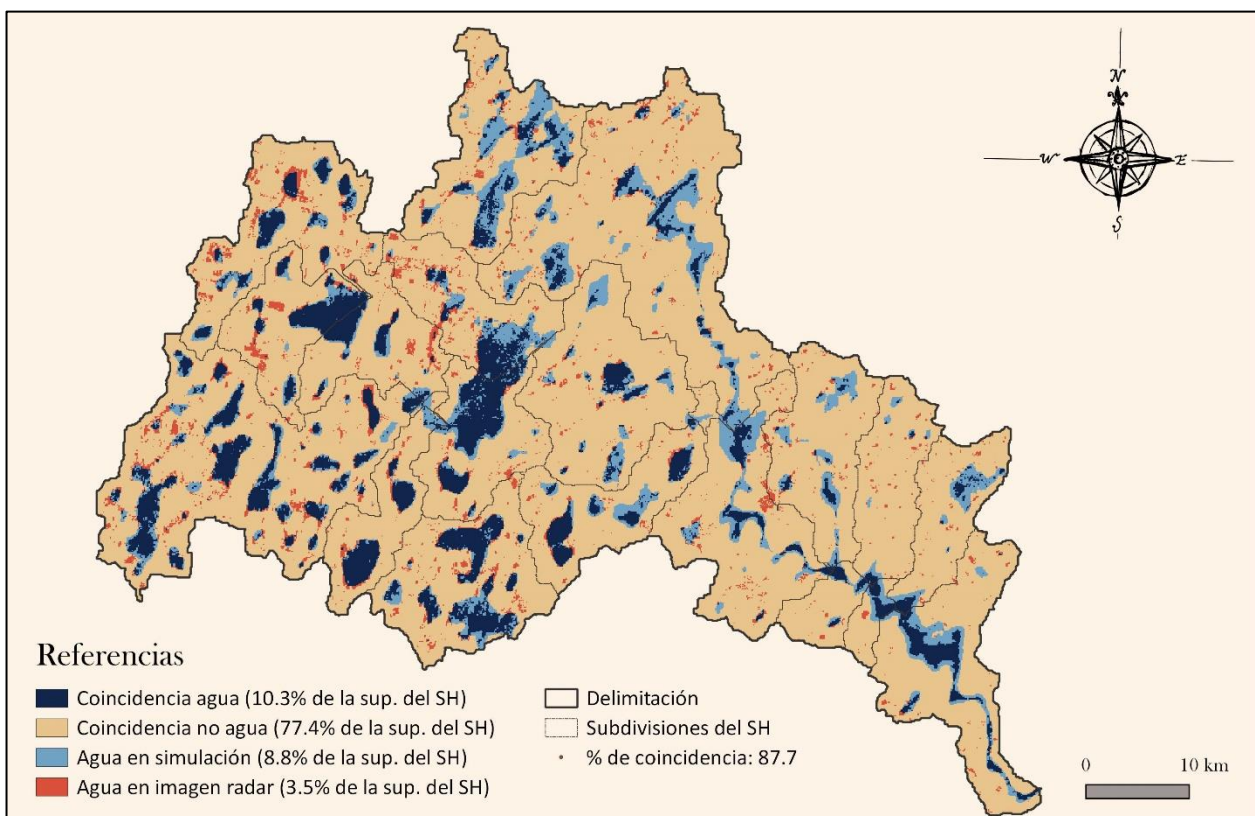 N
W
E
S
Referencias
Coincidencia agua (10.3% de la sup. del SH)
Coincidencia no agua (77.4% de la sup. del SH)
Agua en simulación (8.8% de la sup. del SH)
Agua en imagen radar (3.5% de la sup. del SH)
Delimitación
Subdivisiones del SH
% de coincidencia: 87.7
0 10 km